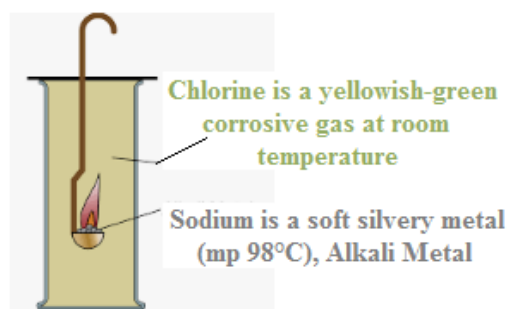 Chlorine is a yellowish-green
corrosive gas at room
temperature
Sodium is a soft silvery metal
(mp 98°C), Alkali Metal